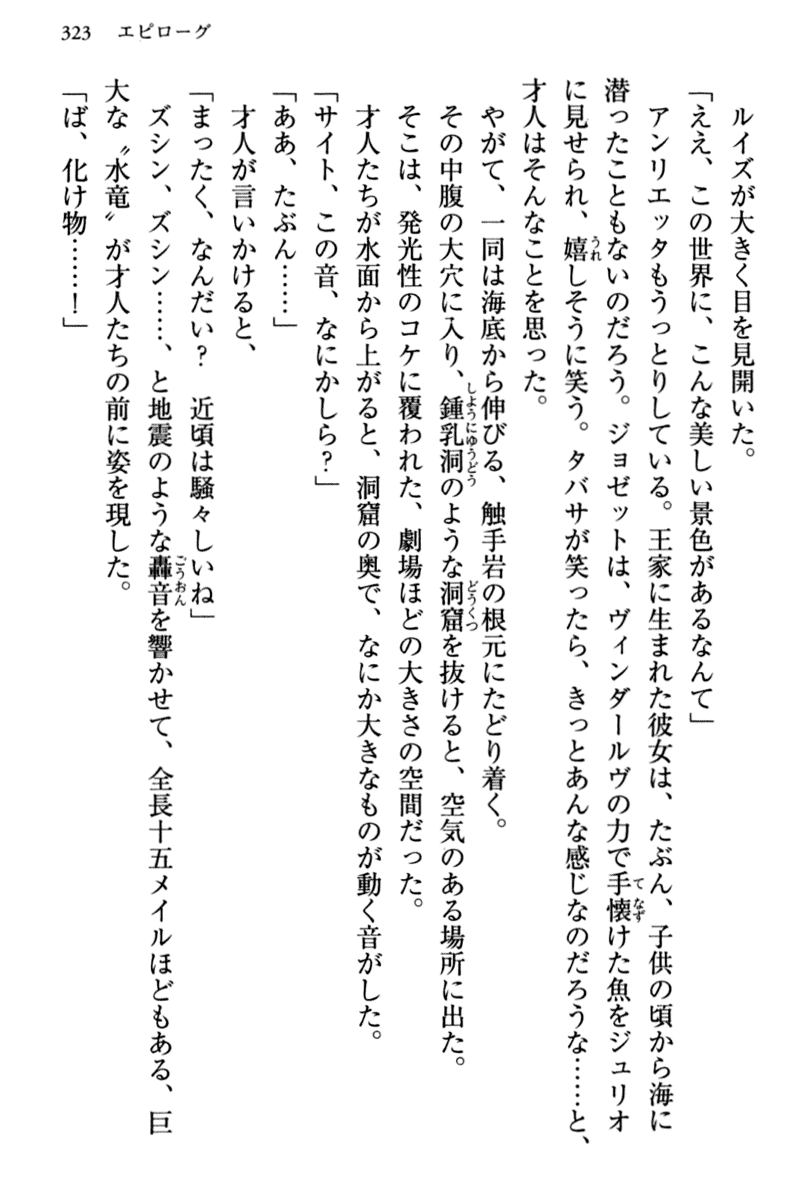 323 エピローグ
ルイズが大きく目を見開いた。
「ええ、この世界に、こんな美しい景色があるなんて」
アンリエッタもうっとりしている。王家に生まれた彼女は、たぶん、子供の頃から海に
潜ったこともないのだろう。ジョゼットは、ヴィンダールヴの力で手懐けた魚をジュリオ
に見せられ、嬉しそうに笑う。タバサが笑ったら、きっとあんな感じなのだろうな……と、
才人はそんなことを思った。
やがて、一同は海底から伸びる、触手岩の根元にたどり着く。
その中腹の大穴に入り、鍾乳洞のような洞窟を抜けると、空気のある場所に出た。
そこは、発光性のコケに覆われた、劇場ほどの大きさの空間だった。
才人たちが水面から上がると、洞窟の奥で、なにか大きなものが動く音がした。
「サイト、この音、なにかしら?」
「ああ、たぶん……」
才人が言いかけると、
「まったく、なんだい? 近頃は騒々しいね」
ズシン、ズシン……、と地震のような轟音を響かせて、全長十五メイルほどもある、巨
大な〝水竜〟が才人たちの前に姿を現した。
「ば、化け物……!」